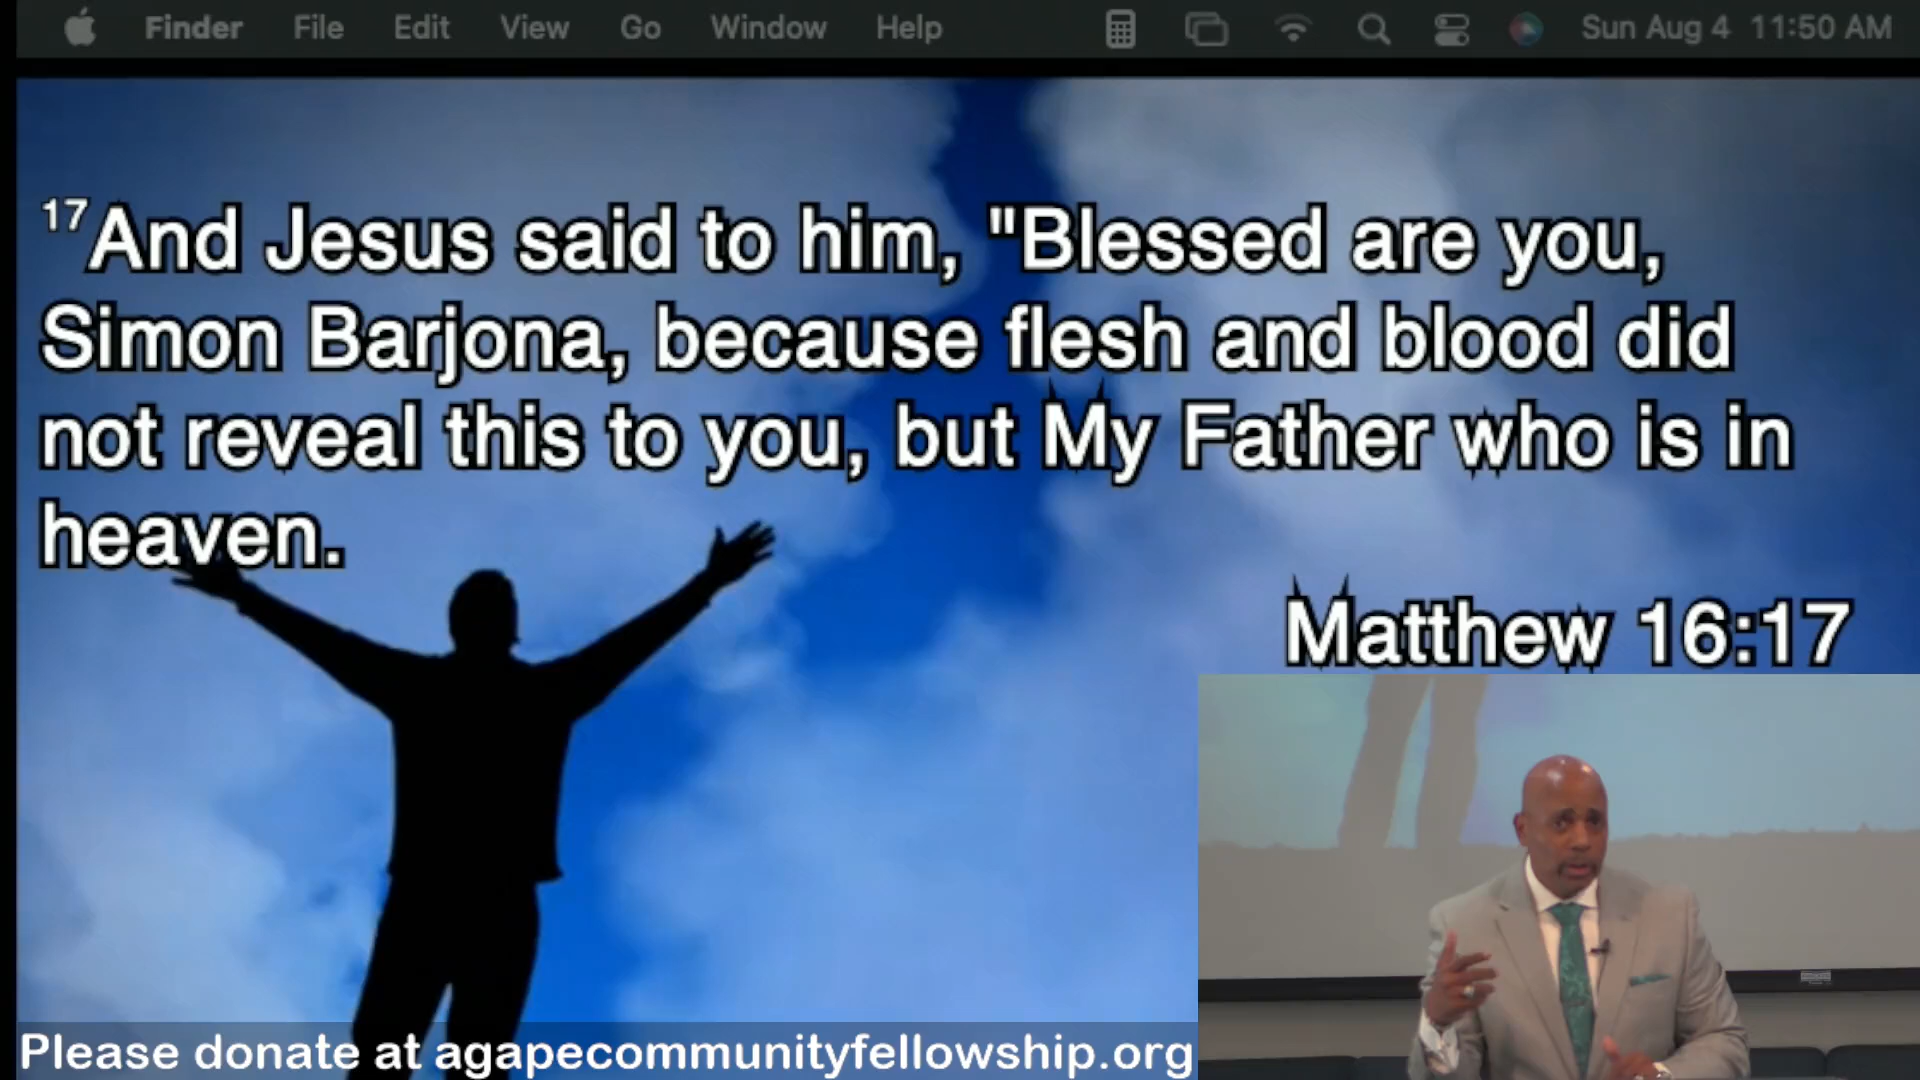 Finder File Edit View Go Window Help Sun Aug 4 11:50 AM
17And Jesus said to him, "Blessed are you,
Simon Barjona, because flesh and blood did
not reveal this to you, but My Father who is in
heaven.
Matthew 16:17
Please donate at agapecommunityfellowship.org